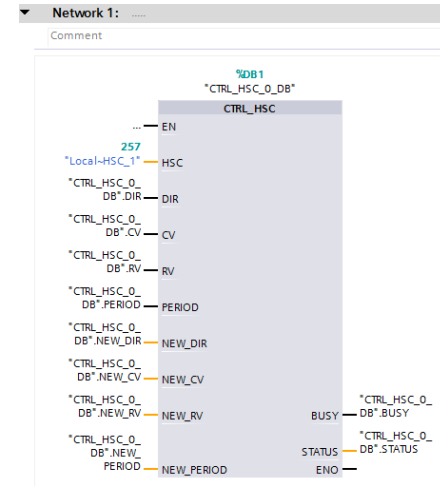 Network 1: .....
Comment
%DB1
"CTRL_HSC_0_DB"
CTRL_HSC
... EN
257
"Local~HSC_1" HSC
"CTRL_HSC_0_
DB".DIR DIR
"CTRL_HSC_0_
DB".CV CV
"CTRL_HSC_0_
DB".RV RV
"CTRL_HSC_0_
DB".PERIOD PERIOD
"CTRL_HSC_0_
DB".NEW_DIR NEW_DIR
"CTRL_HSC_0_
DB".NEW_CV NEW_CV
"CTRL_HSC_0_
DB".NEW_RV NEW_RV
"CTRL_HSC_0_
DB".NEW_
PERIOD NEW_PERIOD
"CTRL_HSC_0_
BUSY DB".BUSY
"CTRL_HSC_0_
STATUS DB".STATUS
ENO